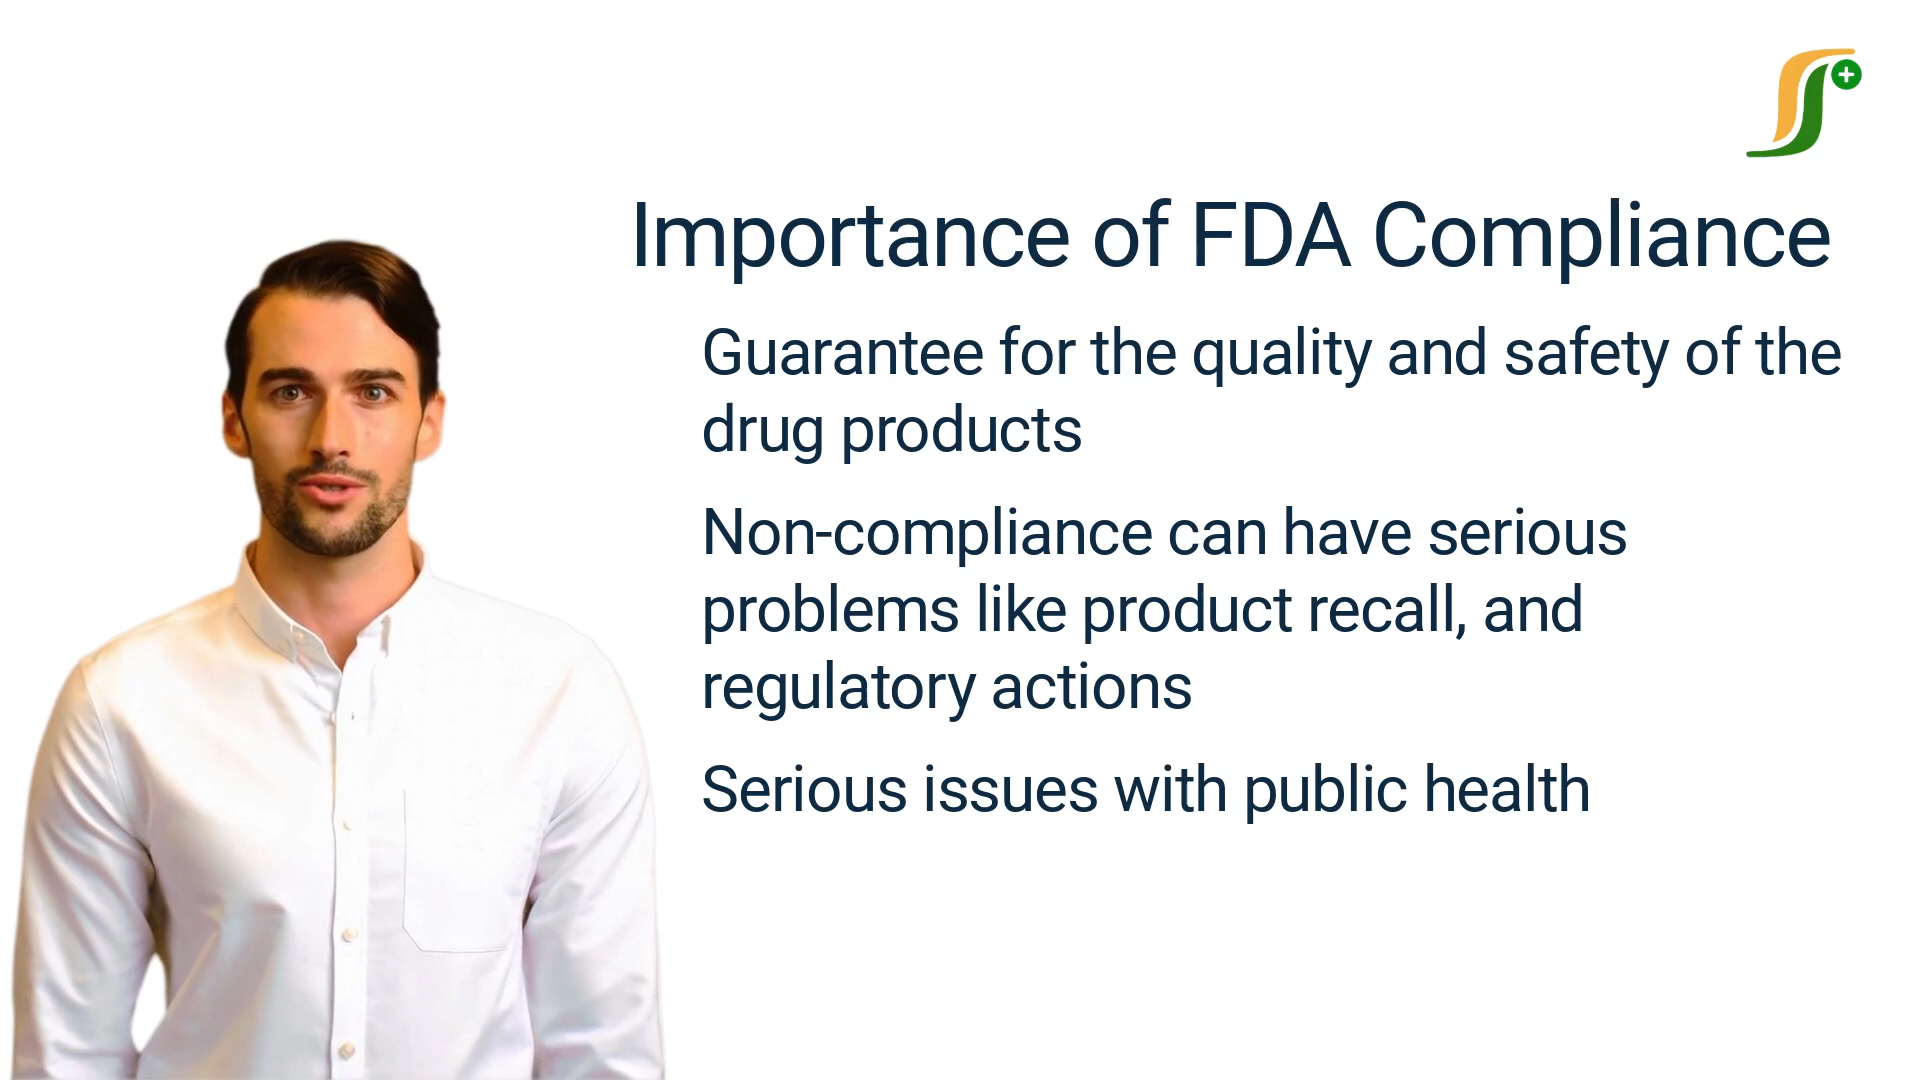 Importance of FDA Compliance
Guarantee for the quality and safety of the
drug products
Non-compliance can have serious
problems like product recall, and
regulatory actions
Serious issues with public health